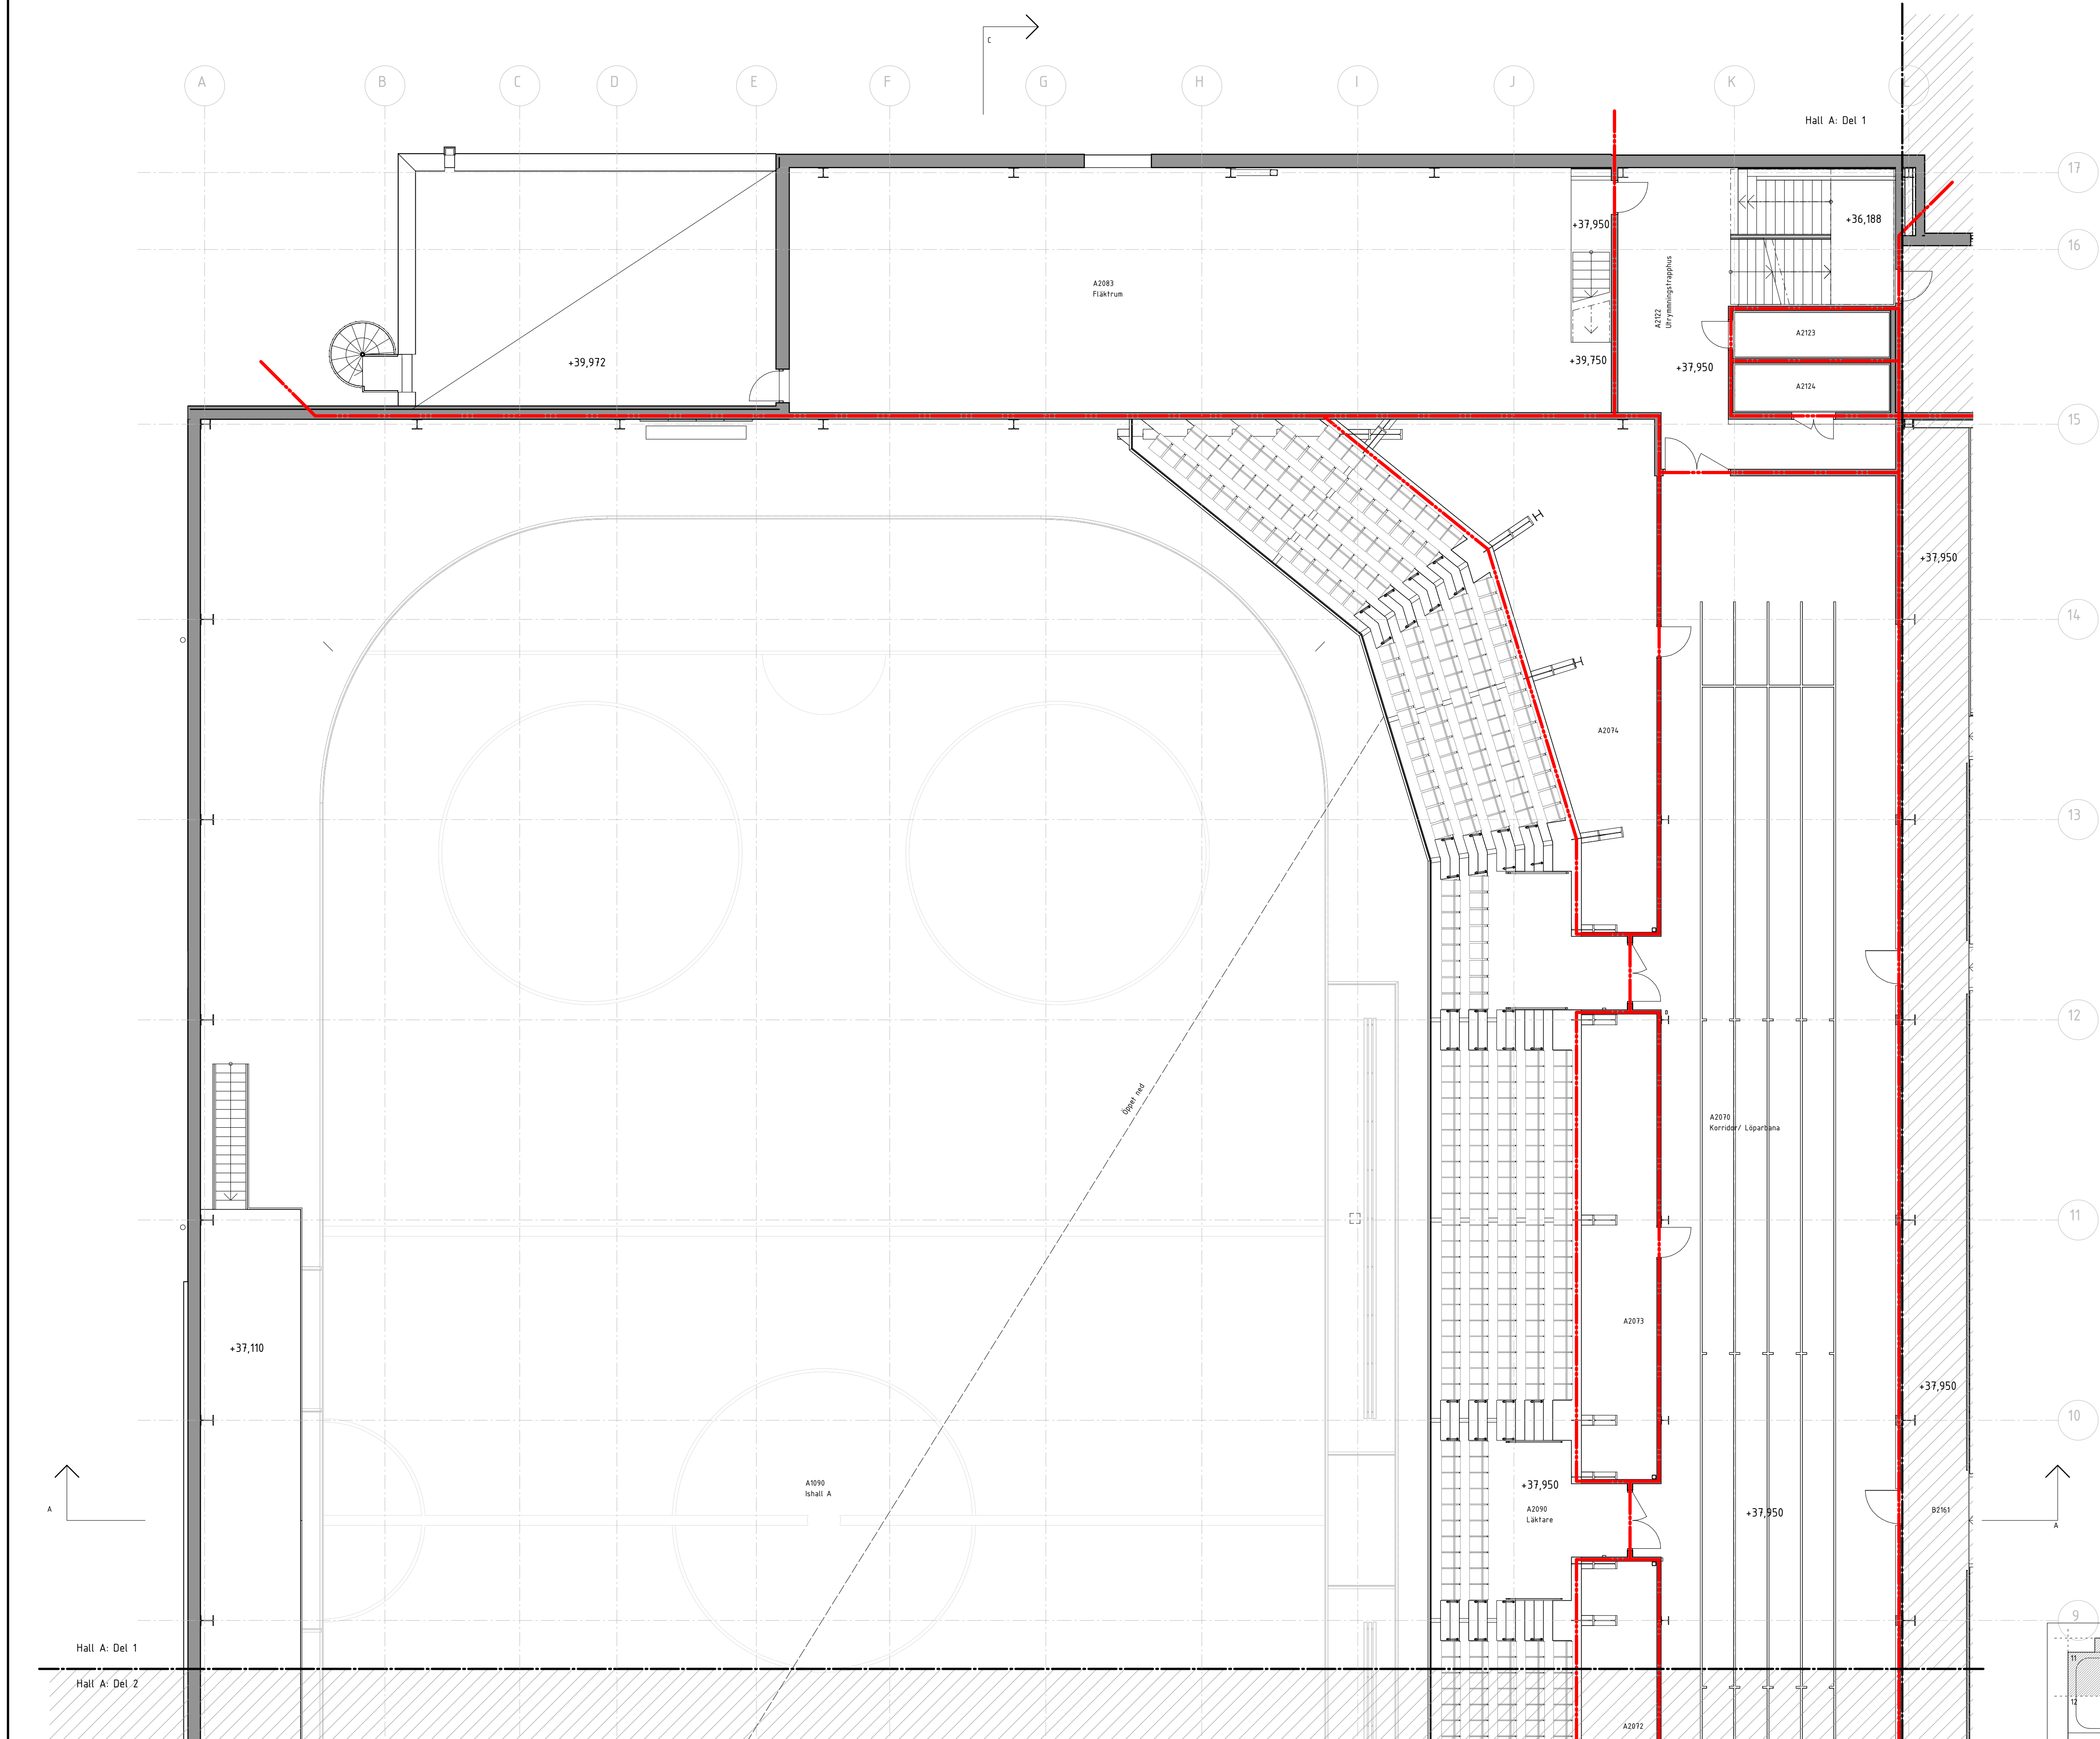 C
A
B
C
D
E
F
G
H
I
J
K
L
Hall A: Del 1
17
+36,188
+37,950
16
A2083
Fläktrum
A2122
Utrymningstrapphus
A2123
+39,972
+39,750
+37,950
A2124
15
+37,950
14
A2074
13
12
Öppet ned
A2070
Korridor/ Löparbana
11
A2073
+37,110
+37,950
10
A1090
Ishall A
+37,950
A
A2090
Läktare
+37,950
B2161
A
9
Hall A: Del 1
Hall A: Del 2
11
12
A2072